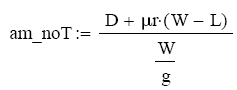 am_noT := D + μr·(W − L)
W
g